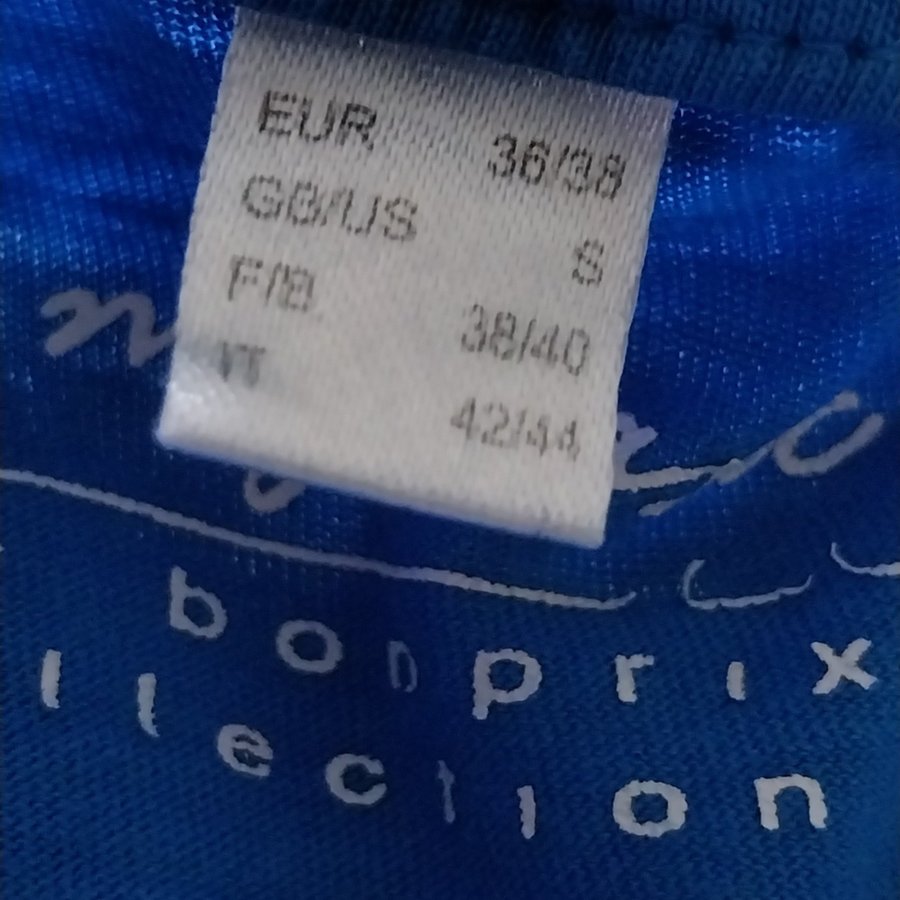 EUR 36/38
GB/US S
F/B 38/40
IT 42/44
bonprix
llection